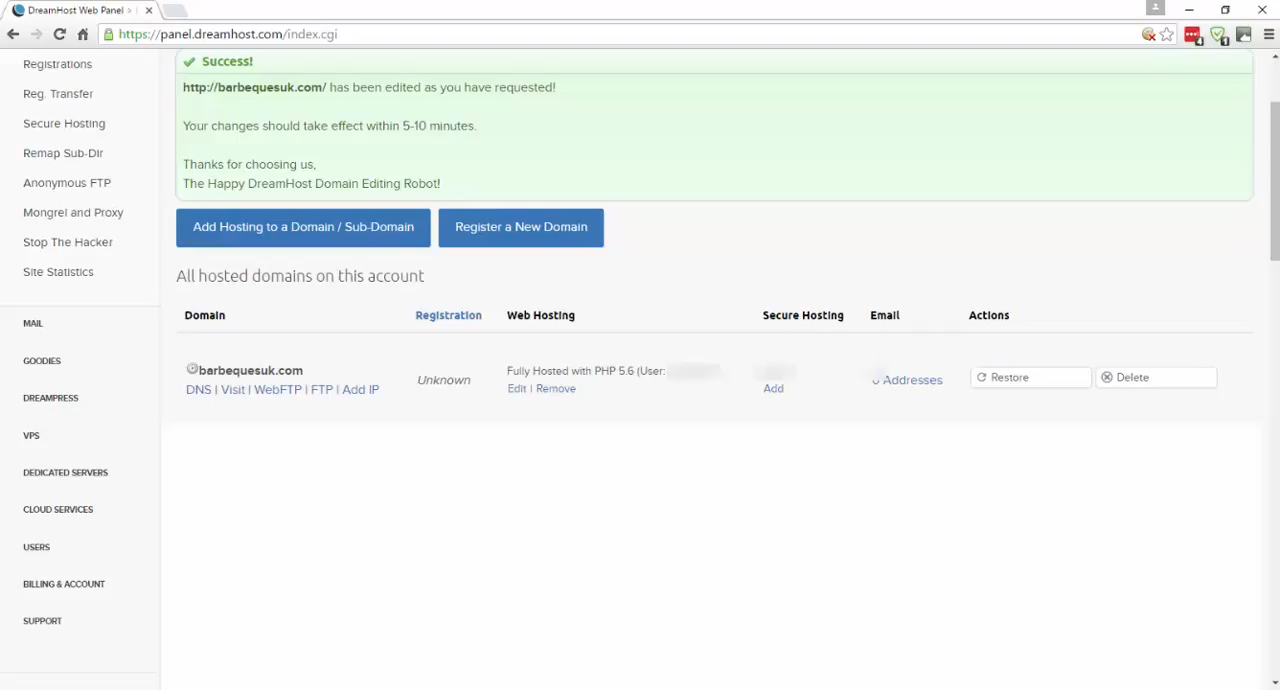 DreamHost Web Panel >
https://panel.dreamhost.com/index.cgi
4
1
Registrations
Reg. Transfer
Secure Hosting
Remap Sub-Dir
Anonymous FTP
Mongrel and Proxy
Stop The Hacker
Site Statistics
MAIL
GOODIES
DREAMPRESS
VPS
DEDICATED SERVERS
CLOUD SERVICES
USERS
BILLING & ACCOUNT
SUPPORT
Success!
http://barbequesuk.com/ has been edited as you have requested!
Your changes should take effect within 5-10 minutes.
Thanks for choosing us,
The Happy DreamHost Domain Editing Robot!
Add Hosting to a Domain / Sub-Domain
Register a New Domain
All hosted domains on this account
Domain Registration Web Hosting Secure Hosting Email Actions
barbequesuk.com
DNS | Visit | WebFTP | FTP | Add IP
Unknown
Fully Hosted with PHP 5.6 (User:
Edit | Remove
Add
Addresses
Restore
Delete